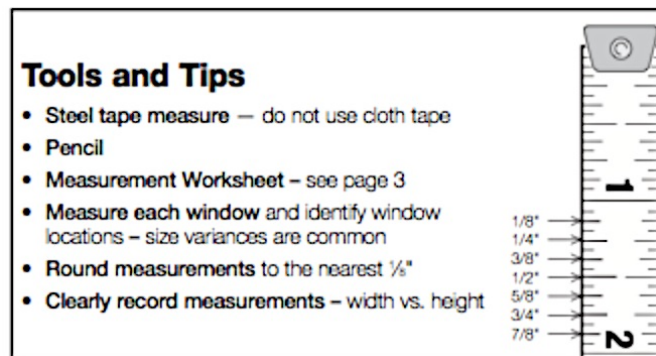 Tools and Tips
• Steel tape measure — do not use cloth tape
• Pencil
• Measurement Worksheet – see page 3
• Measure each window and identify window
locations – size variances are common
• Round measurements to the nearest ⅛"
• Clearly record measurements – width vs. height
1
1/8"
1/4"
3/8"
1/2"
5/8"
3/4"
7/8"
2